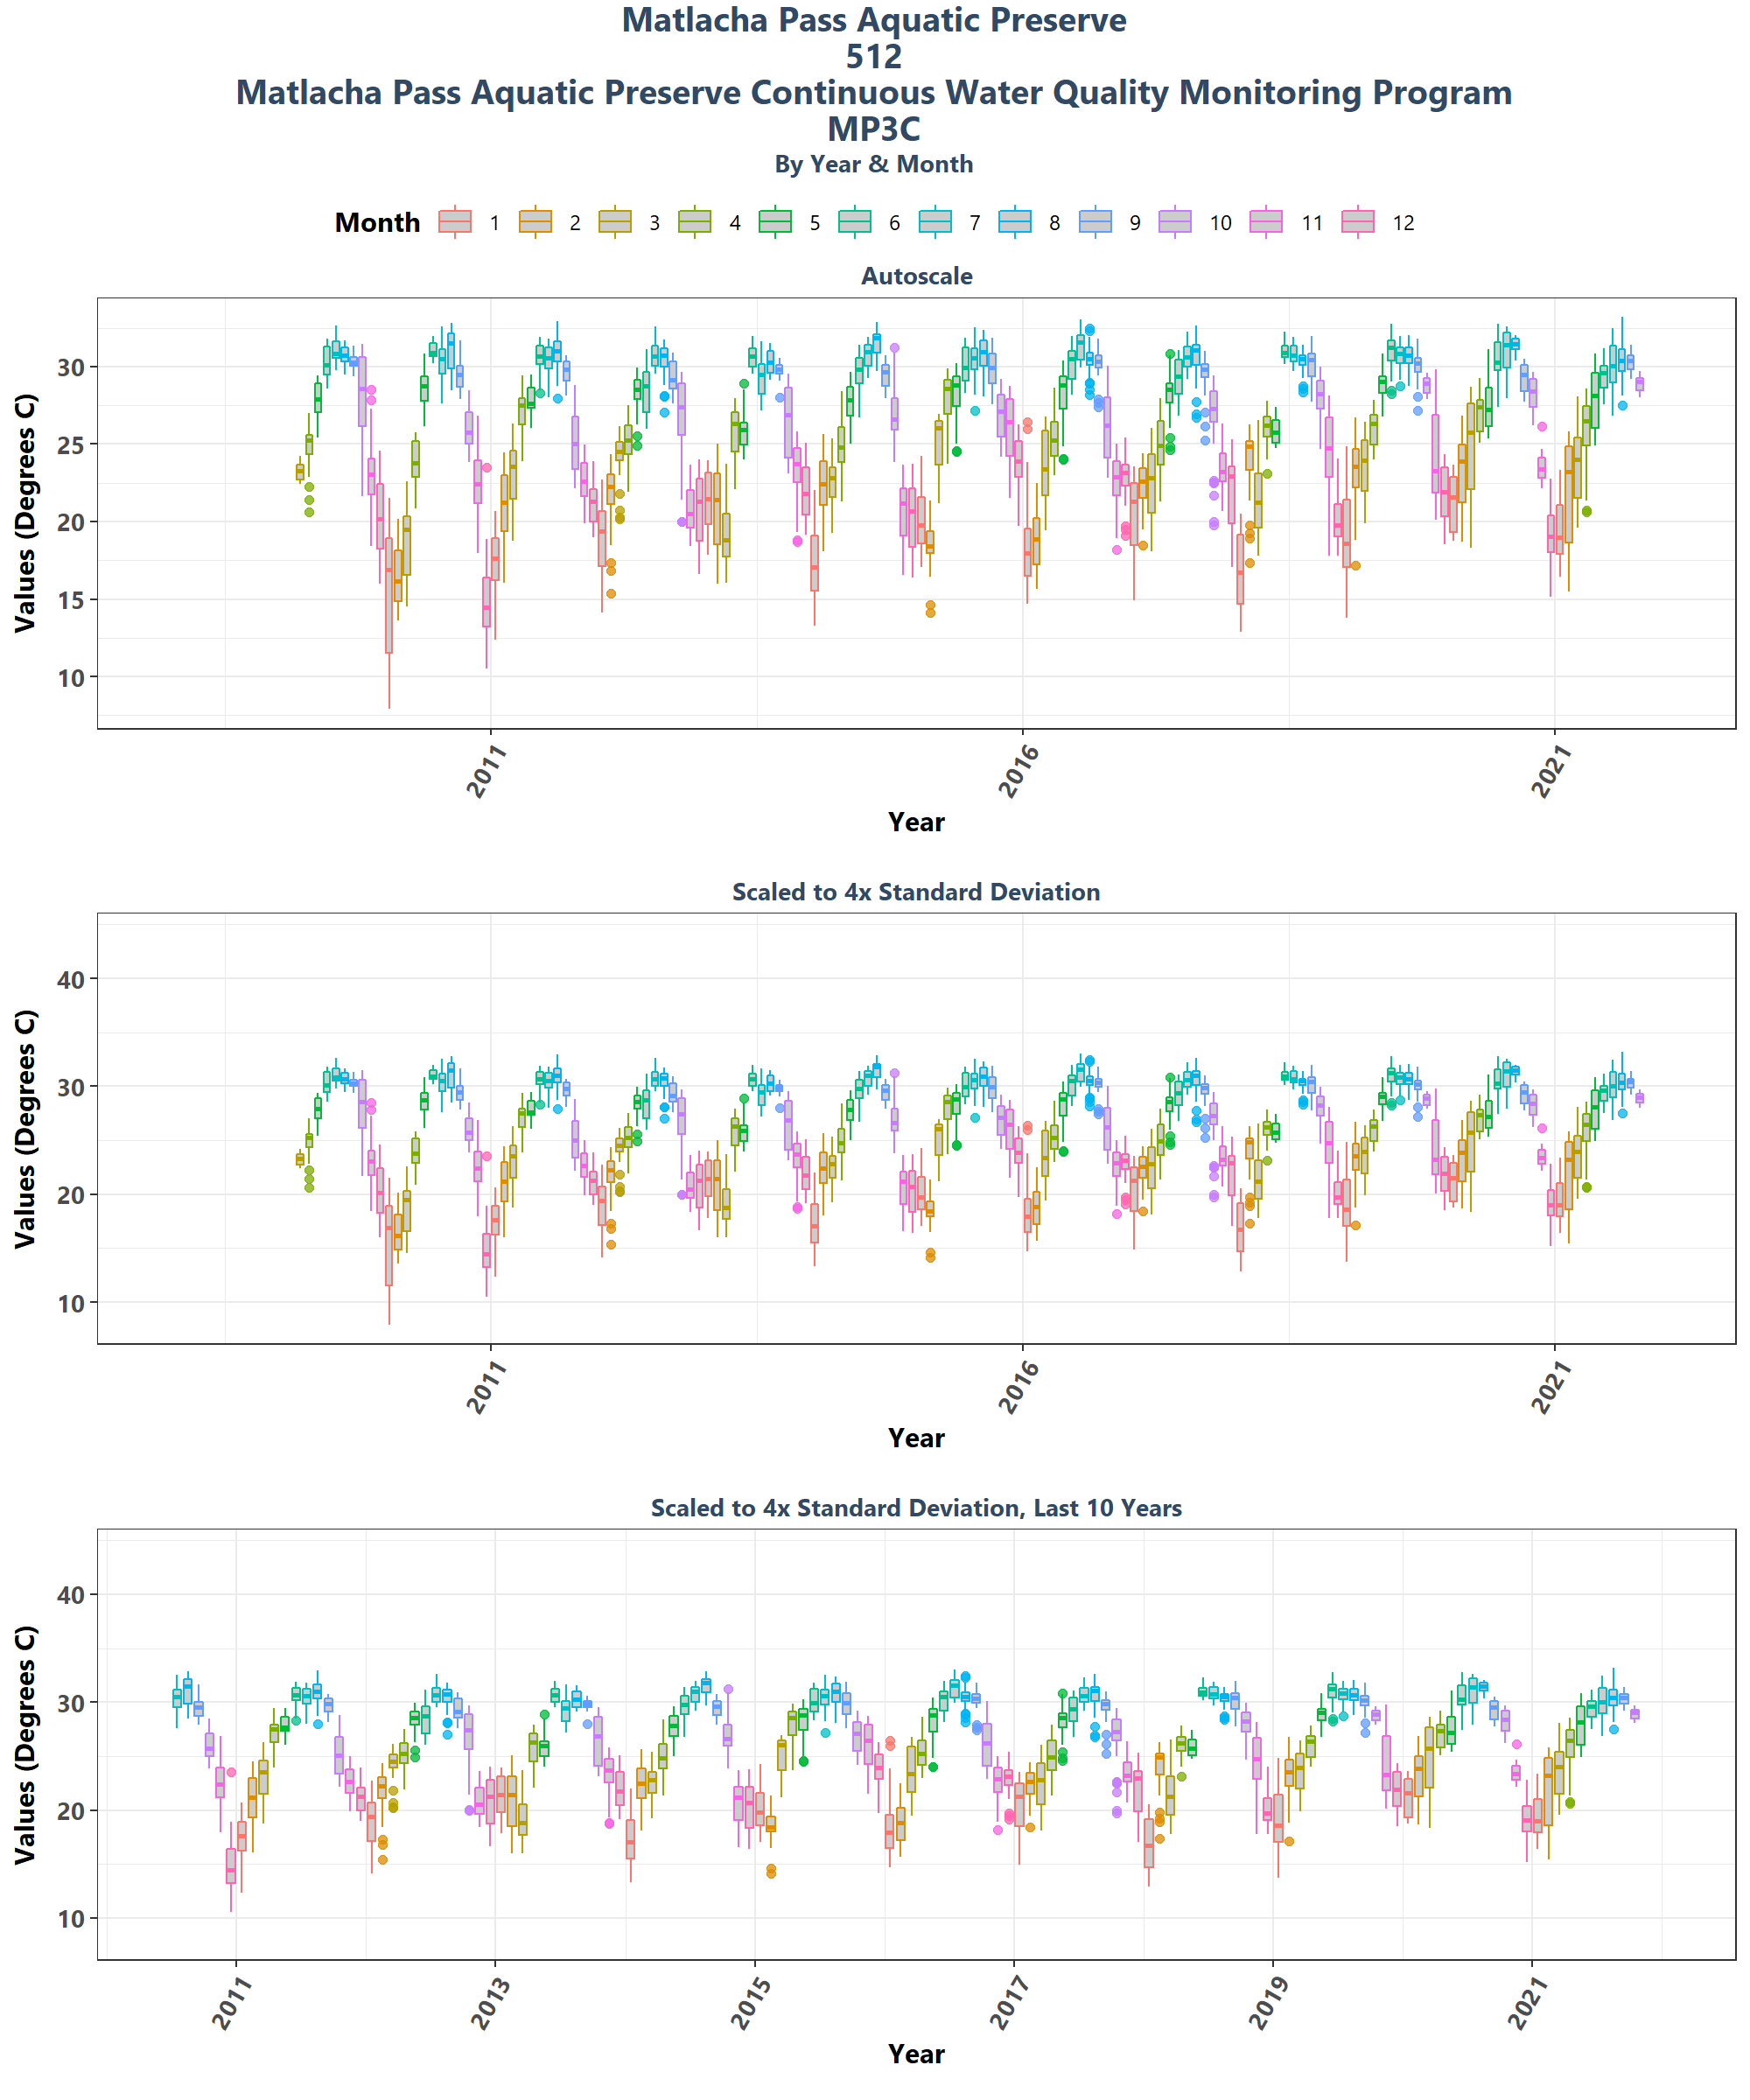 Matlacha Pass Aquatic Preserve
512
Matlacha Pass Aquatic Preserve Continuous Water Quality Monitoring Program
MP3C
By Year & Month
Month 1 2 3 4 5 6 7 8 9 10 11 12
Autoscale
Values (Degrees C)
30
25
20
15
10
2011 2016 2021
Year
Scaled to 4x Standard Deviation
Values (Degrees C)
40
30
20
10
2011 2016 2021
Year
Scaled to 4x Standard Deviation, Last 10 Years
Values (Degrees C)
40
30
20
10
2011 2013 2015 2017 2019 2021
Year